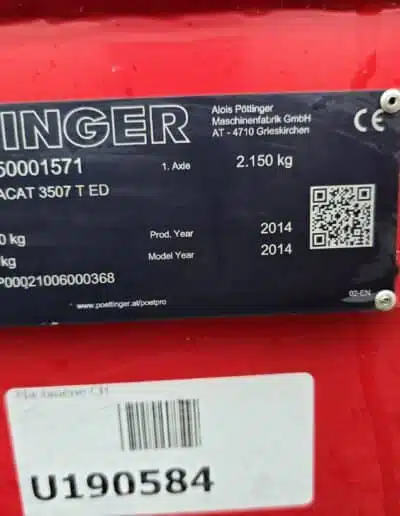 INGER
Alois Pöttinger
Maschinenfabrik GmbH
AT - 4710 Grieskirchen
CE
50001571
1. Axle
2.150 kg
ACAT 3507 T ED
0 kg
Prod. Year
2014
kg
Model Year
2014
P00021006000368
www.poettinger.at/poetpro
02-EN
U190584